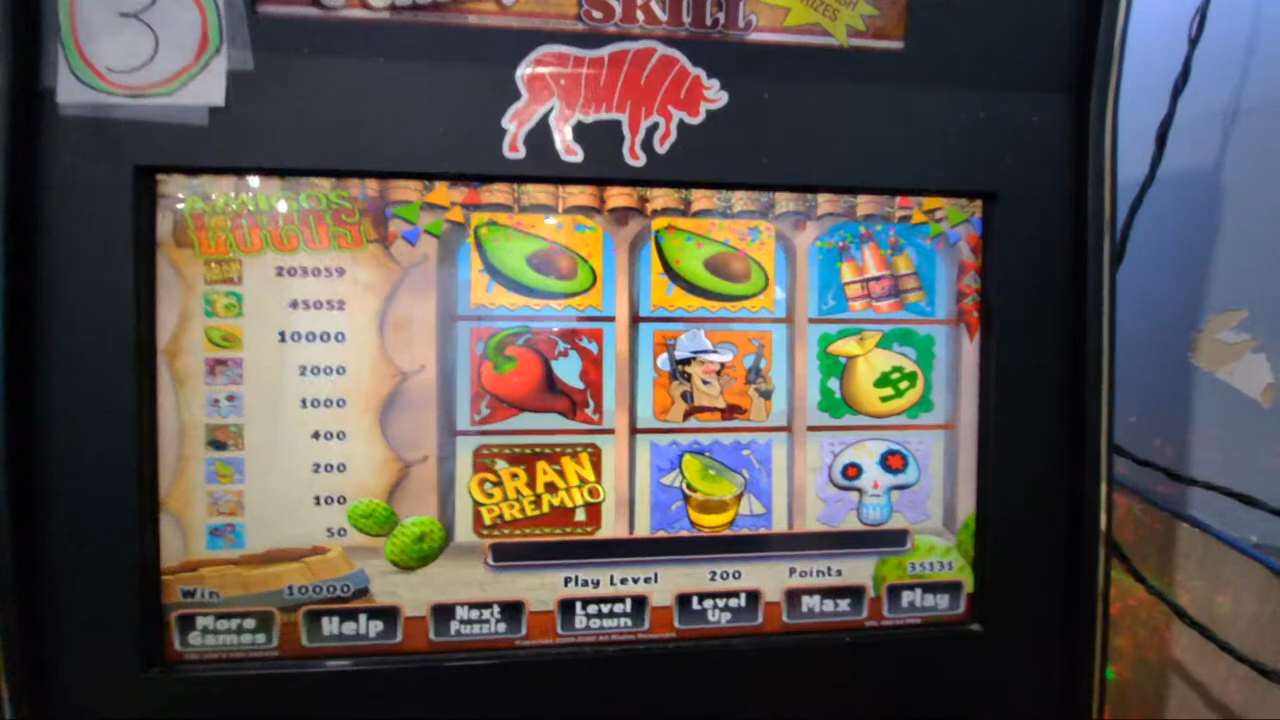 3
SKILL
PRIZES
AMIGOS
LOCOS
203059
45052
10000
2000
1000
400
200
100
50
GRAN
PREMIO
Win 10000
Play Level 200 Points
More
Games
Help
Next
Puzzle
Level
Down
Level
Up
Max
Play